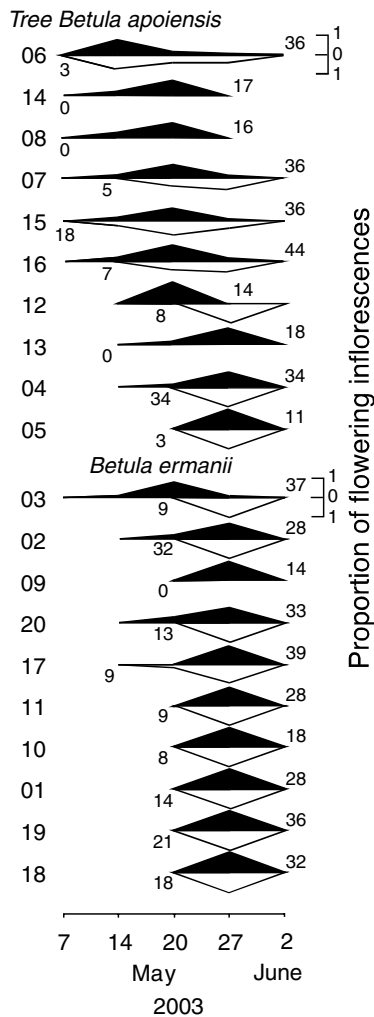 Tree Betula apoiensis
06 3 36 1 0 1
14 0 17
08 0 16
07 5 36
15 18 36
16 7 44
12 8 14
13 0 18
04 34 34
05 3 11
Betula ermanii
03 9 37 1 0 1
02 32 28
09 0 14
20 13 33
17 9 39
11 9 28
10 8 18
01 14 28
19 21 36
18 18 32
Proportion of flowering inflorescences
7 14 20 27 2
May June
2003